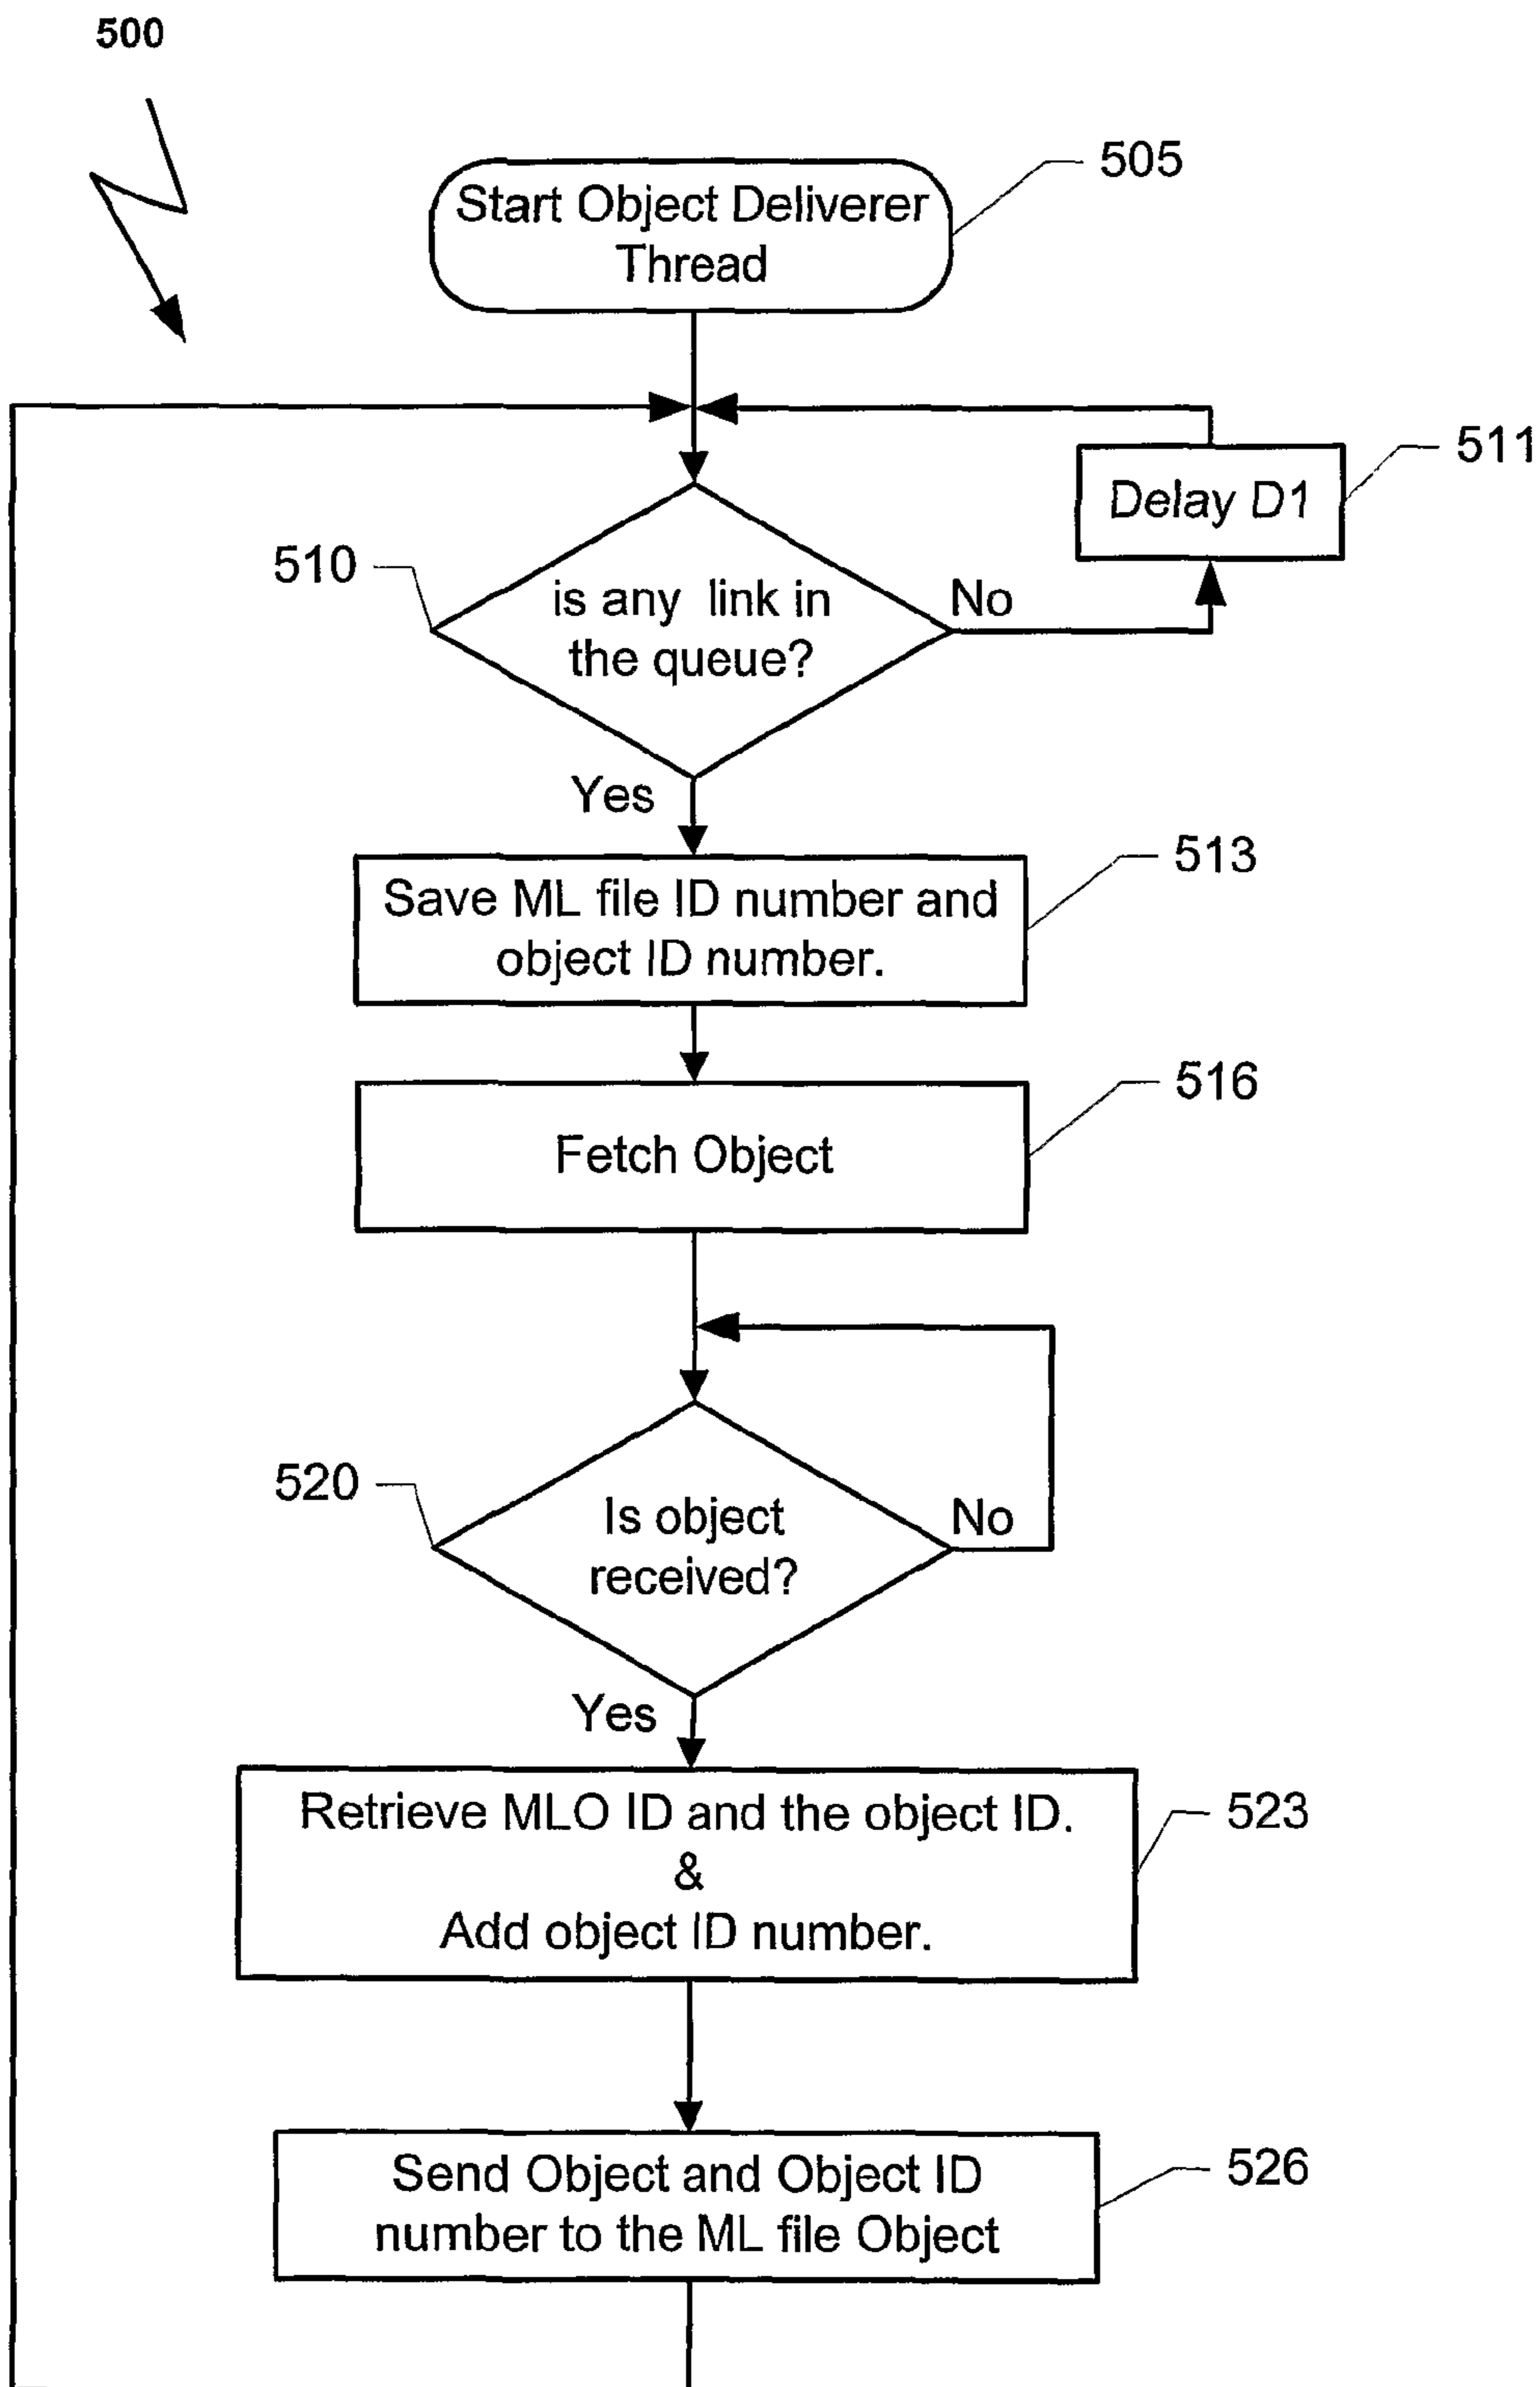 500
505
Start Object Deliverer
Thread
511
Delay D1
510
is any link in
the queue?
No
Yes
513
Save ML file ID number and
object ID number.
516
Fetch Object
520
Is object
received?
No
Yes
523
Retrieve MLO ID and the object ID.
&
Add object ID number.
526
Send Object and Object ID
number to the ML file Object